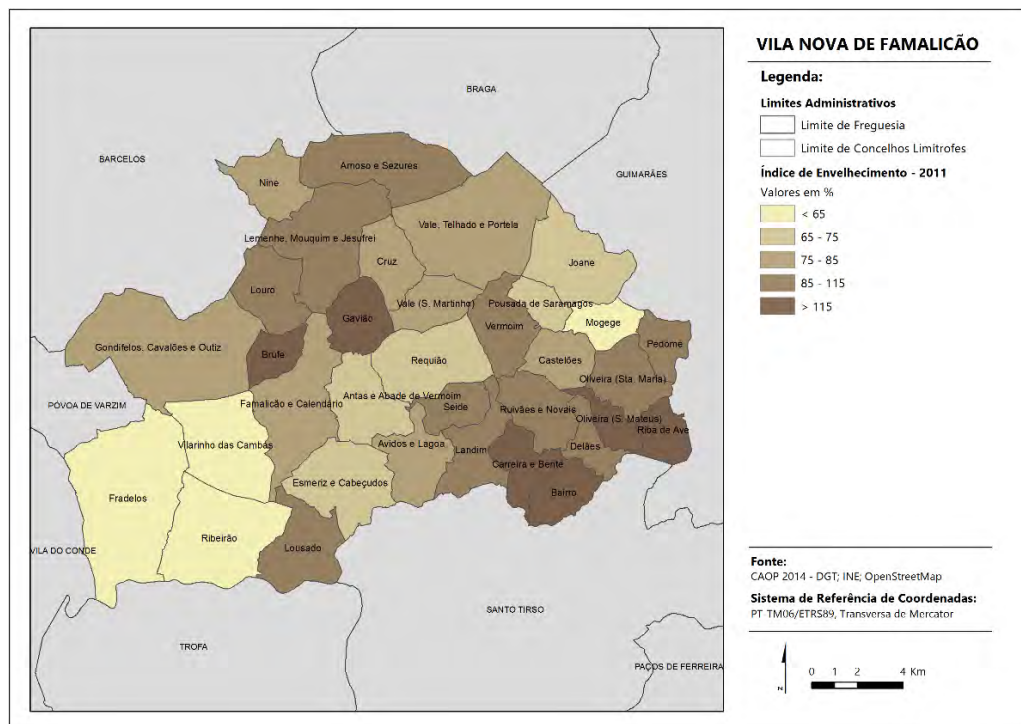 VILA NOVA DE FAMALICÃO
Legenda:
Limites Administrativos
Limite de Freguesia
Limite de Concelhos Limítrofes
Índice de Envelhecimento - 2011
Valores em %
< 65
65 - 75
75 - 85
85 - 115
> 115
BRAGA
BARCELOS
GUIMARÃES
Arnoso e Sezures
Nine
Vale, Telhado e Portela
Lemenhe, Mouquim e Jesufrei
Cruz
Joane
Louro
Vale (S. Martinho)
Pousada de Saramagos
Gavião
Mogege
Vermoim
Pedome
Gondifelos, Cavalões e Outiz
Brufe
Requião
Castelões
Oliveira (Sta. Maria)
PÓVOA DE VARZIM
Famalicão e Calendário
Antas e Abade de Vermoim
Seide
Ruivães e Novais
Oliveira (S. Mateus)
Riba de Ave
Vilarinho das Cambas
Avidos e Lagoa
Landim
Delães
Carreira e Bente
Esmeriz e Cabeçudos
Bairro
Fradelos
Ribeirão
Lousado
VILA DO CONDE
SANTO TIRSO
TROFA
PAÇOS DE FERREIRA
Fonte:
CAOP 2014 - DGT; INE; OpenStreetMap
Sistema de Referência de Coordenadas:
PT-TM06/ETRS89, Transversa de Mercator
N
0 1 2 4 Km